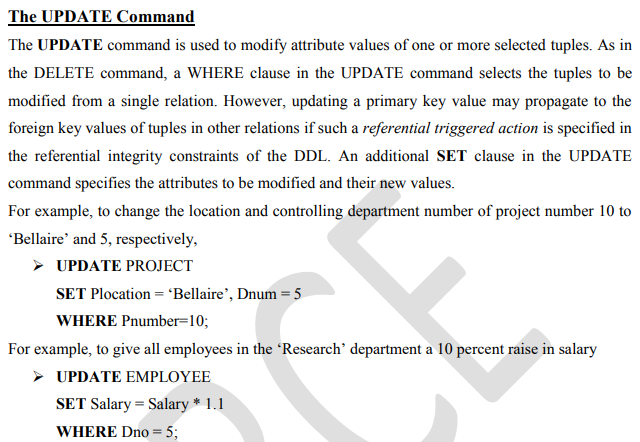 The UPDATE Command
The UPDATE command is used to modify attribute values of one or more selected tuples. As in
the DELETE command, a WHERE clause in the UPDATE command selects the tuples to be
modified from a single relation. However, updating a primary key value may propagate to the
foreign key values of tuples in other relations if such a referential triggered action is specified in
the referential integrity constraints of the DDL. An additional SET clause in the UPDATE
command specifies the attributes to be modified and their new values.
For example, to change the location and controlling department number of project number 10 to
‘Bellaire’ and 5, respectively,
➢ UPDATE PROJECT
SET Plocation = ‘Bellaire’, Dnum = 5
WHERE Pnumber=10;
For example, to give all employees in the ‘Research’ department a 10 percent raise in salary
➢ UPDATE EMPLOYEE
SET Salary = Salary * 1.1
WHERE Dno = 5;